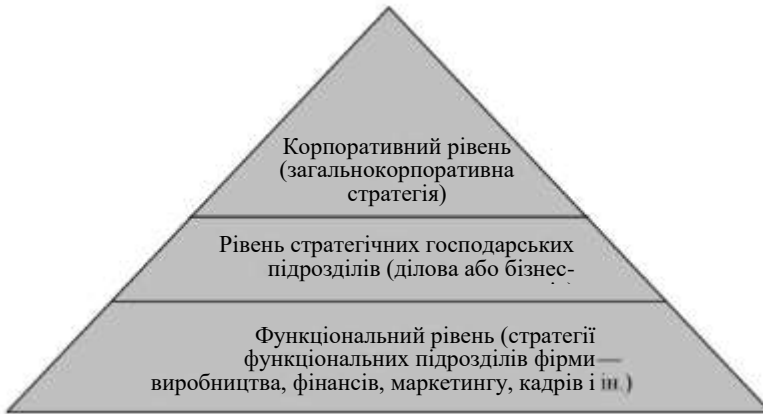 Корпоративний рівень
(загальнокорпоративна
стратегія)
Рівень стратегічних господарських
підрозділів (ділова або бізнес-
Функціональний рівень (стратегії
функціональних підрозділів фірми —
виробництва, фінансів, маркетингу, кадрів і ін.)